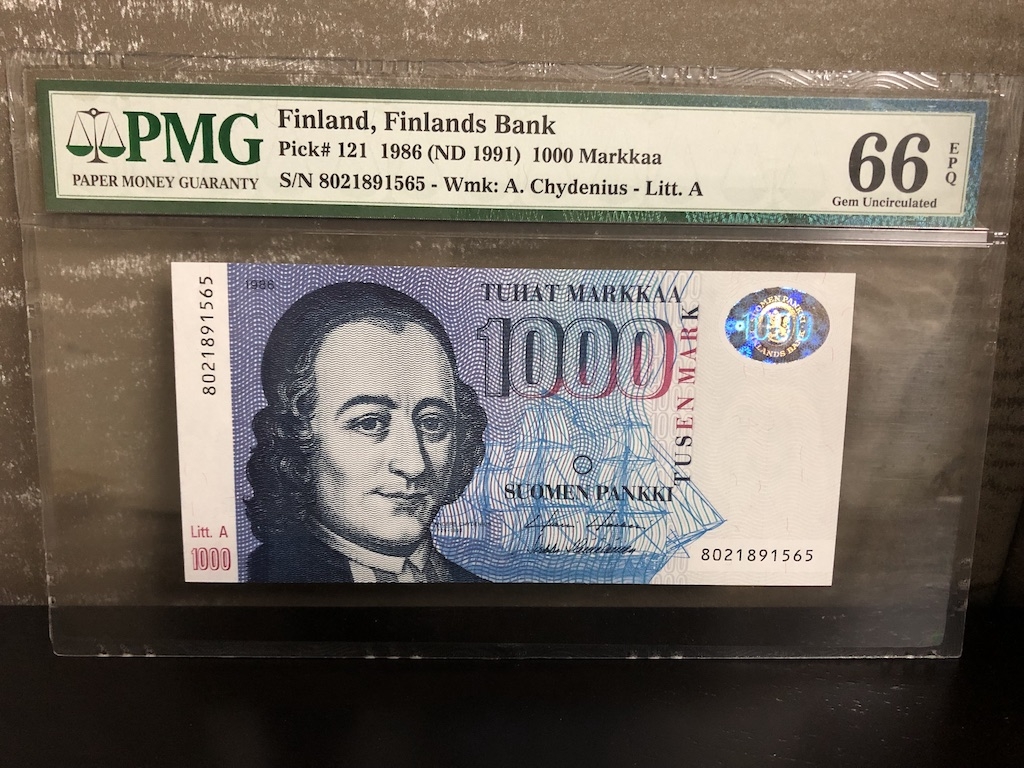 PMG
PAPER MONEY GUARANTY
Finland, Finlands Bank
Pick# 121 1986 (ND 1991) 1000 Markkaa
S/N 8021891565 - Wmk: A. Chydenius - Litt. A
66
EPQ
Gem Uncirculated
8021891565
1986
TUHAT MARKKAA
1000
TUSEN MARK
SUOMEN PANKKI
Litt. A
1000
8021891565